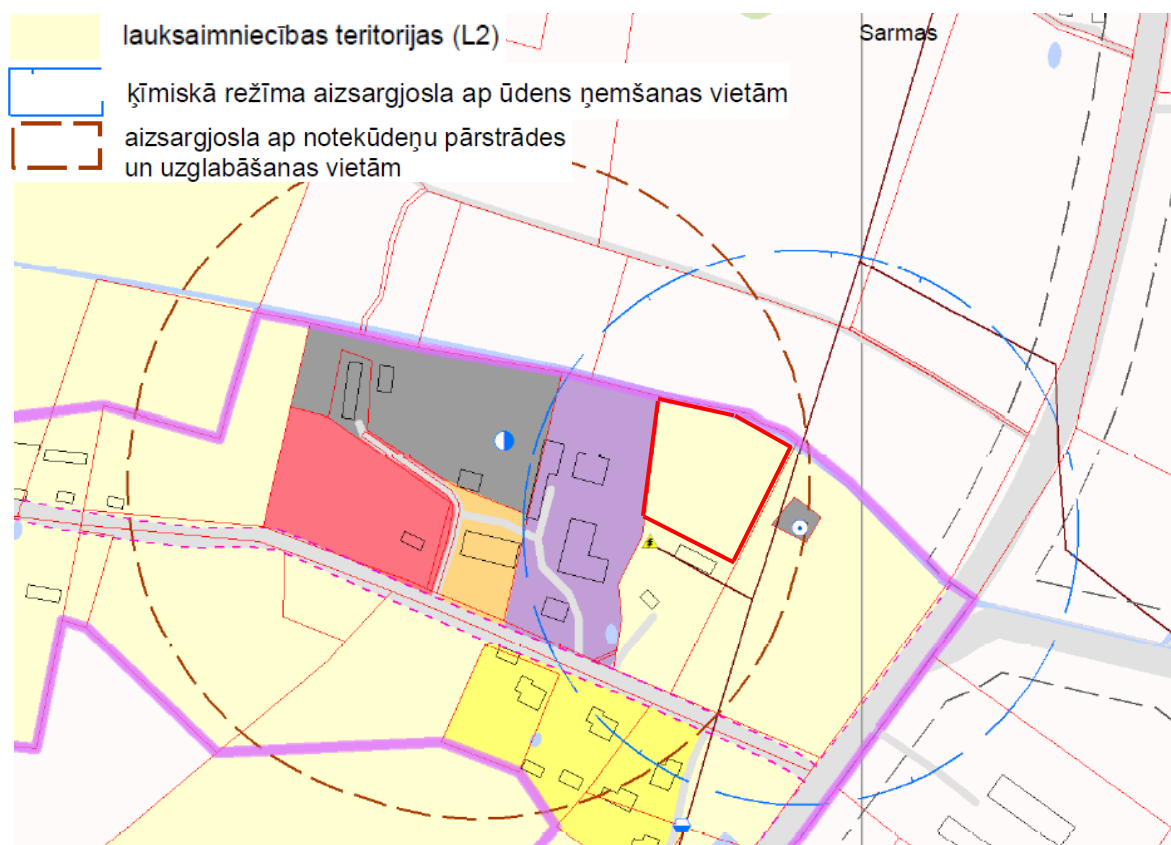 lauksaimniecības teritorijas (L2)
Sarmas
ķīmiskā režīma aizsargjosla ap ūdens ņemšanas vietām
aizsargjosla ap notekūdeņu pārstrādes
un uzglabāšanas vietām